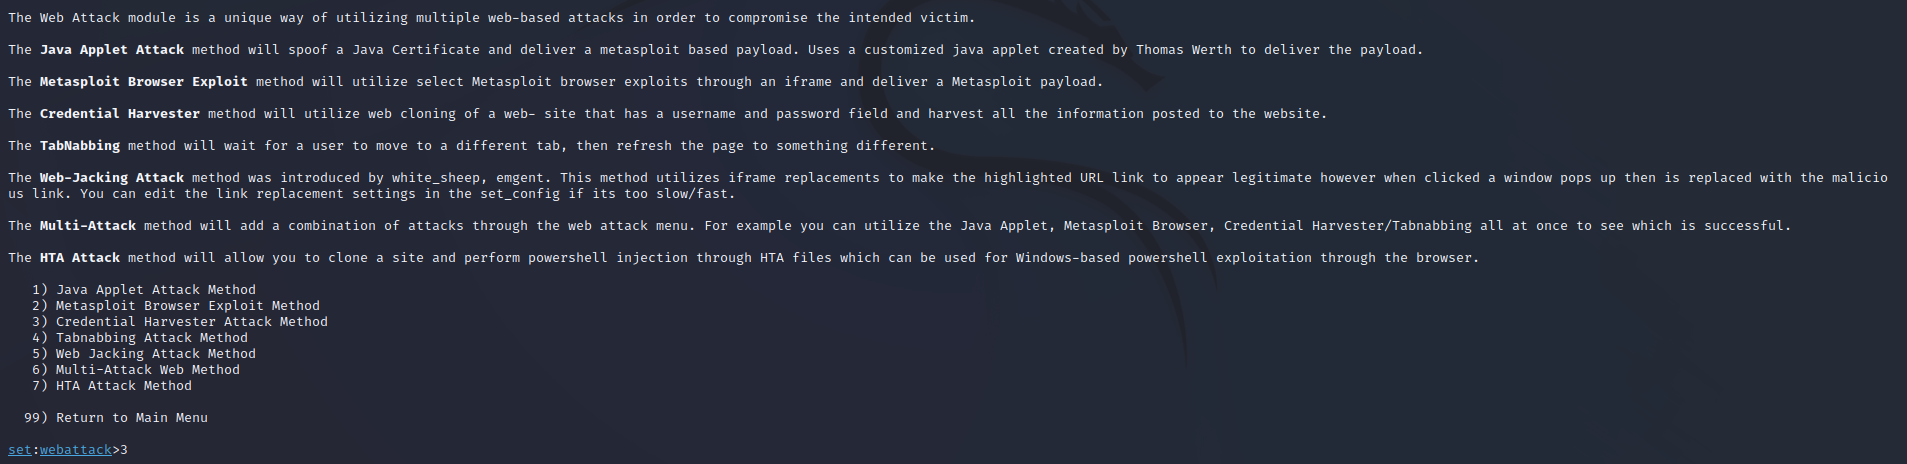 The Web Attack module is a unique way of utilizing multiple web-based attacks in order to compromise the intended victim.
The Java Applet Attack method will spoof a Java Certificate and deliver a metasploit based payload. Uses a customized java applet created by Thomas Werth to deliver the payload.
The Metasploit Browser Exploit method will utilize select Metasploit browser exploits through an iframe and deliver a Metasploit payload.
The Credential Harvester method will utilize web cloning of a web- site that has a username and password field and harvest all the information posted to the website.
The TabNabbing method will wait for a user to move to a different tab, then refresh the page to something different.
The Web-Jacking Attack method was introduced by white_sheep, emgent. This method utilizes iframe replacements to make the highlighted URL link to appear legitimate however when clicked a window pops up then is replaced with the malicio
us link. You can edit the link replacement settings in the set_config if its too slow/fast.
The Multi-Attack method will add a combination of attacks through the web attack menu. For example you can utilize the Java Applet, Metasploit Browser, Credential Harvester/Tabnabbing all at once to see which is successful.
The HTA Attack method will allow you to clone a site and perform powershell injection through HTA files which can be used for Windows-based powershell exploitation through the browser.
1) Java Applet Attack Method
2) Metasploit Browser Exploit Method
3) Credential Harvester Attack Method
4) Tabnabbing Attack Method
5) Web Jacking Attack Method
6) Multi-Attack Web Method
7) HTA Attack Method
99) Return to Main Menu
set:webattack>3